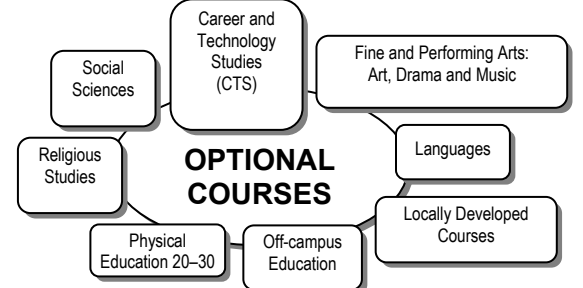 Career and
Technology
Studies
(CTS)
Fine and Performing Arts:
Art, Drama and Music
Social
Sciences
Languages
Religious
Studies
OPTIONAL
COURSES
Locally Developed
Courses
Physical
Education 20–30
Off-campus
Education